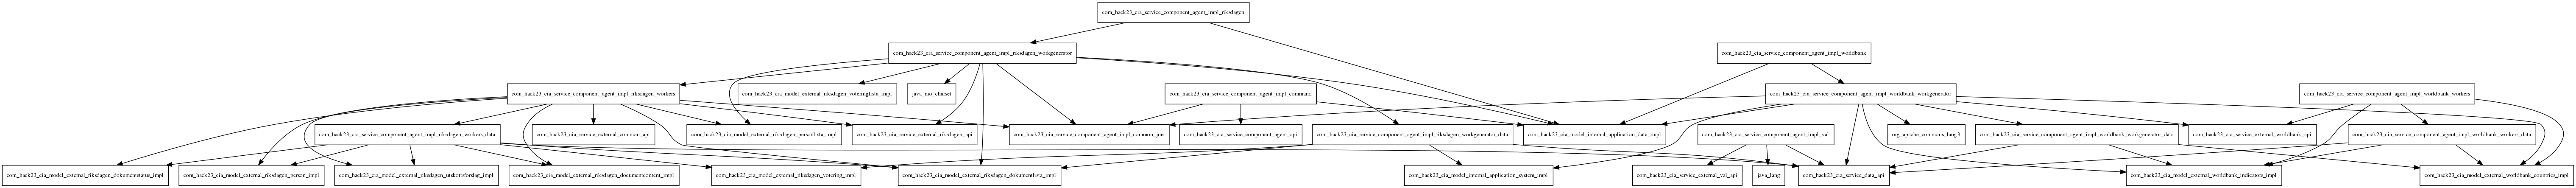 com_hack23_cia_service_component_agent_impl_riksdagen
com_hack23_cia_service_component_agent_impl_riksdagen_workgenerator
com_hack23_cia_service_component_agent_impl_worldbank
com_hack23_cia_service_component_agent_impl_riksdagen_workers
com_hack23_cia_model_external_riksdagen_voteringlista_impl
java_nio_charset
com_hack23_cia_service_component_agent_impl_command
com_hack23_cia_service_component_agent_impl_worldbank_workgenerator
com_hack23_cia_service_component_agent_impl_worldbank_workers
com_hack23_cia_service_component_agent_impl_riksdagen_workers_data
com_hack23_cia_service_external_common_api
com_hack23_cia_model_external_riksdagen_personlista_impl
com_hack23_cia_service_external_riksdagen_api
com_hack23_cia_service_component_agent_impl_common_jms
com_hack23_cia_service_component_agent_api
com_hack23_cia_service_component_agent_impl_riksdagen_workgenerator_data
com_hack23_cia_model_internal_application_data_impl
com_hack23_cia_service_component_agent_impl_val
org_apache_commons_lang3
com_hack23_cia_service_component_agent_impl_worldbank_workgenerator_data
com_hack23_cia_service_external_worldbank_api
com_hack23_cia_service_component_agent_impl_worldbank_workers_data
com_hack23_cia_model_external_riksdagen_dokumentstatus_impl
com_hack23_cia_model_external_riksdagen_person_impl
com_hack23_cia_model_external_riksdagen_utskottsforslag_impl
com_hack23_cia_model_external_riksdagen_documentcontent_impl
com_hack23_cia_model_external_riksdagen_votering_impl
com_hack23_cia_model_external_riksdagen_dokumentlista_impl
com_hack23_cia_model_internal_application_system_impl
com_hack23_cia_service_external_val_api
java_lang
com_hack23_cia_service_data_api
com_hack23_cia_model_external_worldbank_indicators_impl
com_hack23_cia_model_external_worldbank_countries_impl